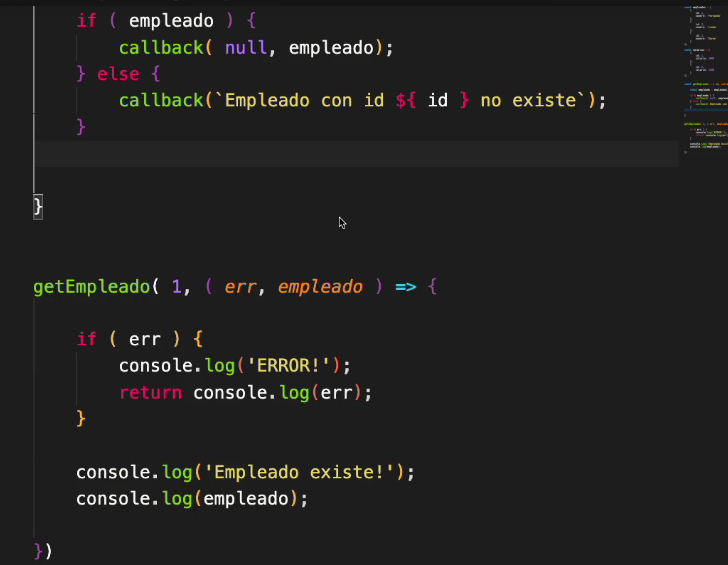 if ( empleado ) {
callback( null, empleado);
} else {
callback(`Empleado con id ${ id } no existe`);
}
}
getEmpleado( 1, ( err, empleado ) => {
if ( err ) {
console.log('ERROR!');
return console.log(err);
}
console.log('Empleado existe!');
console.log(empleado);
})